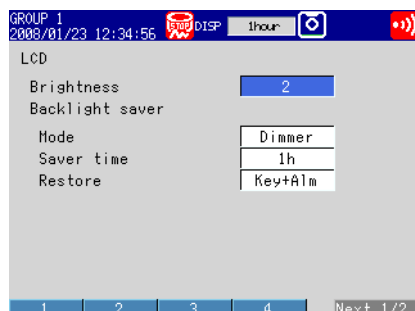 GROUP 1
2008/01/23 12:34:56 STOP DISP 1hour
LCD
Brightness 2
Backlight saver
Mode Dimmer
Saver time 1h
Restore Key+Alm
1 2 3 4 Next 1/2